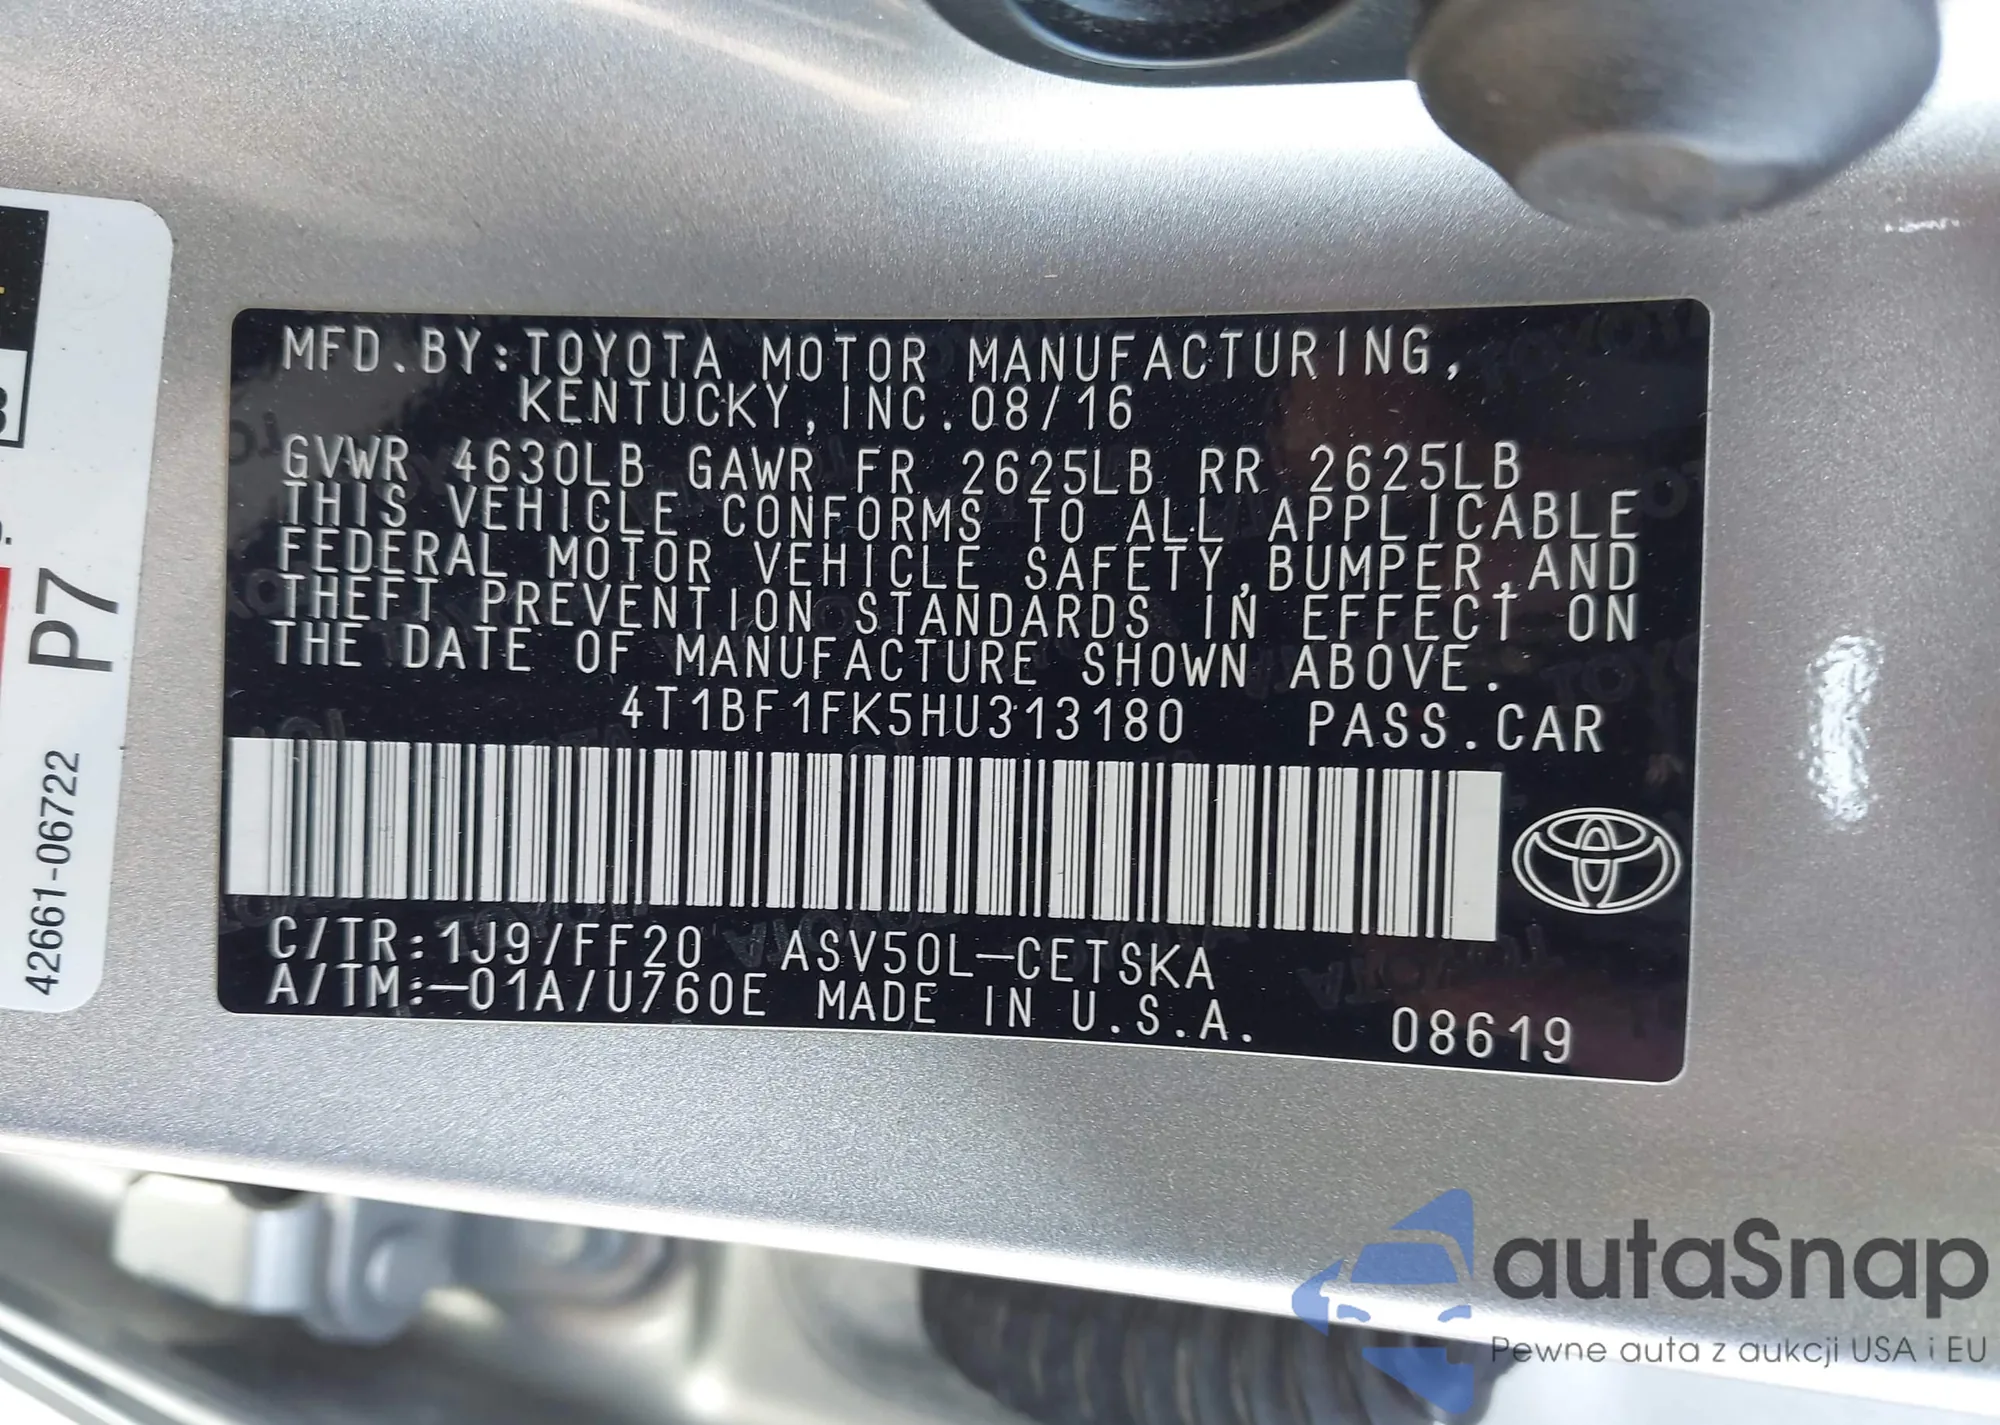 MFD.BY:TOYOTA MOTOR MANUFACTURING,
KENTUCKY,INC.08/16
GVWR 4630LB GAWR FR 2625LB RR 2625LB
THIS VEHICLE CONFORMS TO ALL APPLICABLE
FEDERAL MOTOR VEHICLE SAFETY,BUMPER,AND
THEFT PREVENTION STANDARDS IN EFFECT ON
THE DATE OF MANUFACTURE SHOWN ABOVE.
4T1BF1FK5HU313180 PASS.CAR
C/TR:1J9/FF20 ASV50L-CETSKA
A/TM:-01A/U760E MADE IN U.S.A. 08619
P7
42661-06722
autaSnap
Pewne auta z aukcji USA i EU